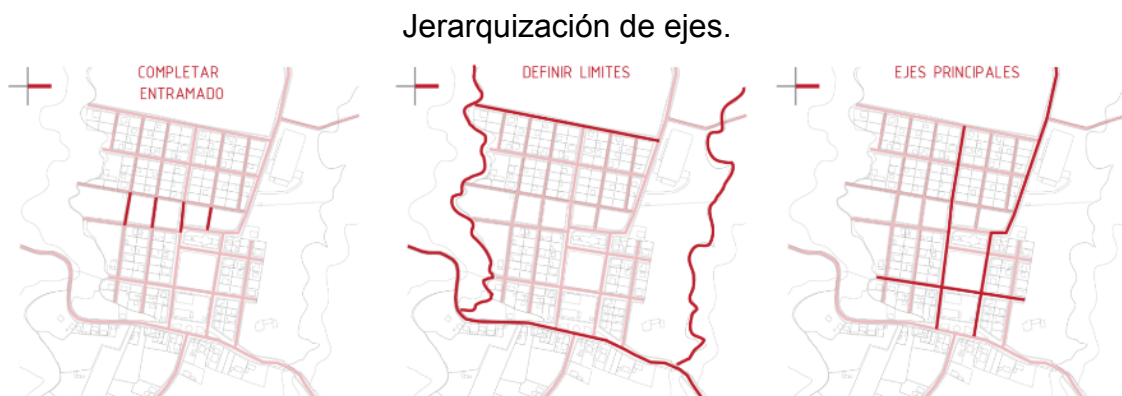 Jerarquización de ejes.
COMPLETAR
ENTRAMADO
DEFINIR LIMITES
EJES PRINCIPALES